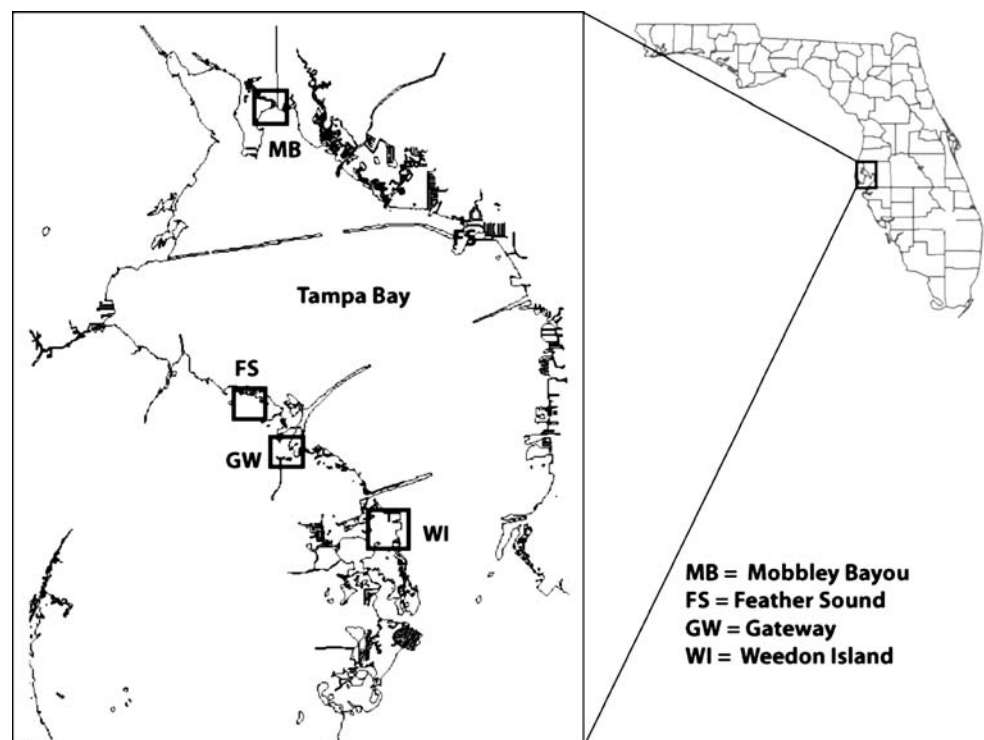 MB
FS
Tampa Bay
FS
GW
WI
MB = Mobbley Bayou
FS = Feather Sound
GW = Gateway
WI = Weedon Island